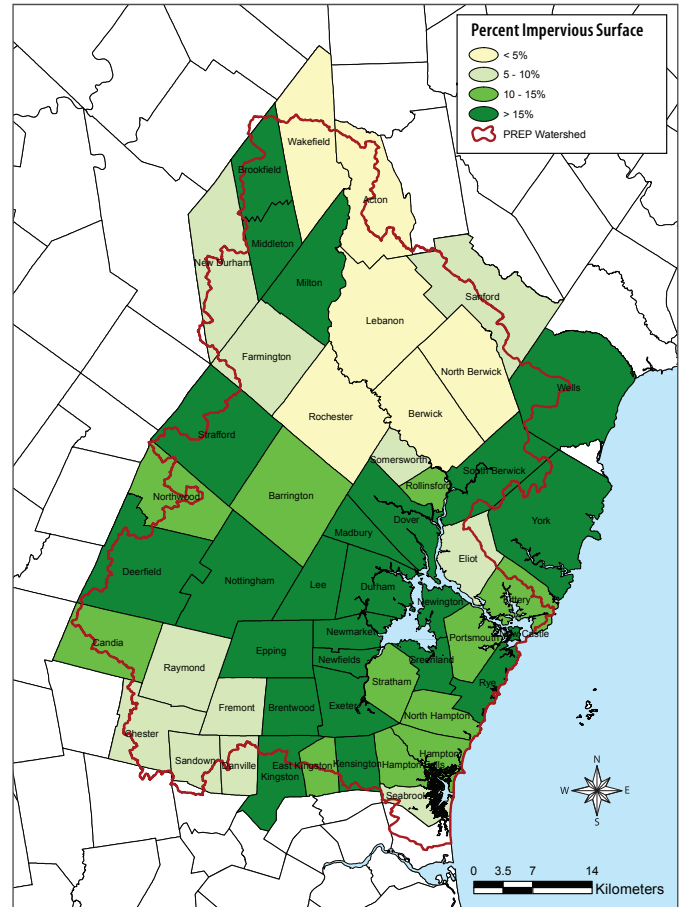 Percent Impervious Surface
< 5%
5 - 10%
10 - 15%
> 15%
PREP Watershed
Wakefield
Brookfield
Acton
Middleton
New Durham
Milton
Sanford
Lebanon
Farmington
North Berwick
Wells
Rochester
Berwick
Strafford
Somersworth
South Berwick
Rollinsford
Northwood
Barrington
Dover
York
Madbury
Eliot
Deerfield
Nottingham
Lee
Durham
Newington
Kittery
Newmarket
Candia
Portsmouth
Castle
Epping
Newfields
Greenland
Raymond
Stratham
Rye
Fremont
Brentwood
Exeter
North Hampton
Chester
Hampton
Sandown
Danville
East Kingston
Kensington
Hampton Falls
Kingston
Seabrook
N
W
E
S
0 3.5 7 14
Kilometers